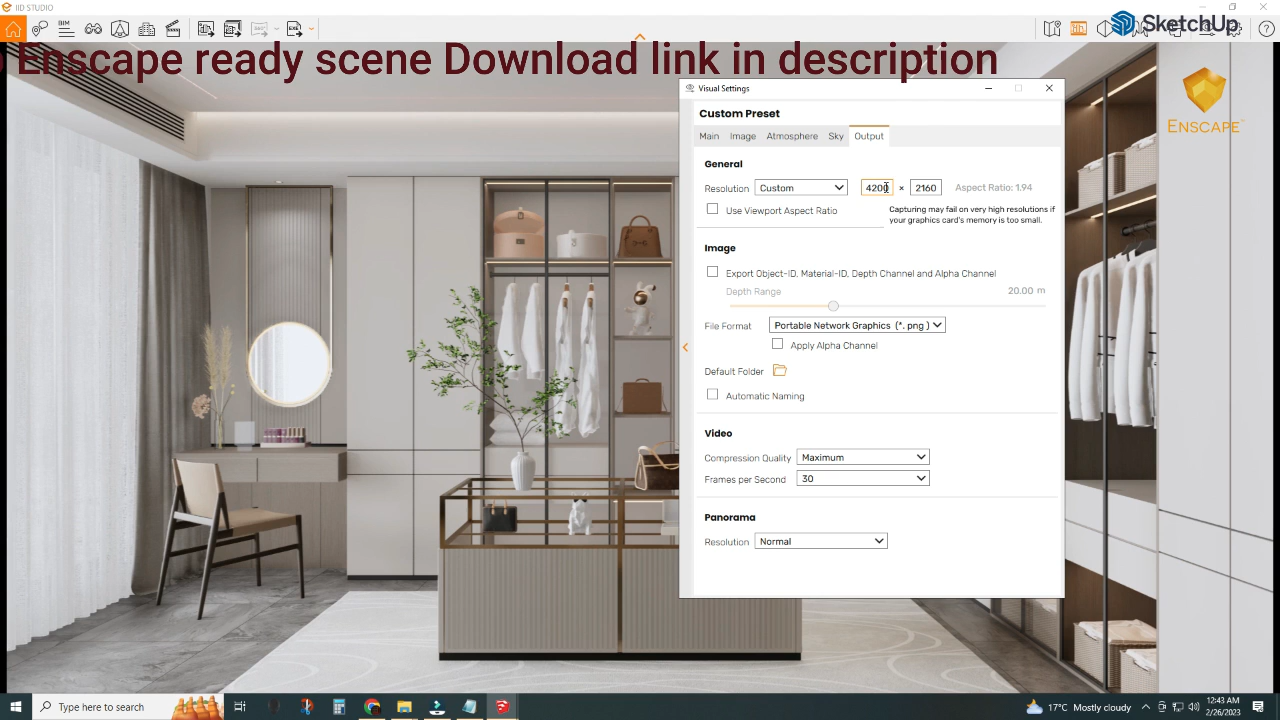 IID STUDIO
BIM
360°
EXE
SketchUp
Enscape ready scene Download link in description
ENSCAPE™
Visual Settings
Custom Preset
Main Image Atmosphere Sky Output
General
Resolution Custom 4200 × 2160 Aspect Ratio: 1.94
Use Viewport Aspect Ratio
Capturing may fail on very high resolutions if
your graphics card's memory is too small.
Image
Export Object-ID, Material-ID, Depth Channel and Alpha Channel
Depth Range 20.00 m
File Format Portable Network Graphics (*. png )
Apply Alpha Channel
Default Folder
Automatic Naming
Video
Compression Quality Maximum
Frames per Second 30
Panorama
Resolution Normal
Type here to search
17°C Mostly cloudy
12:43 AM
2/26/2023